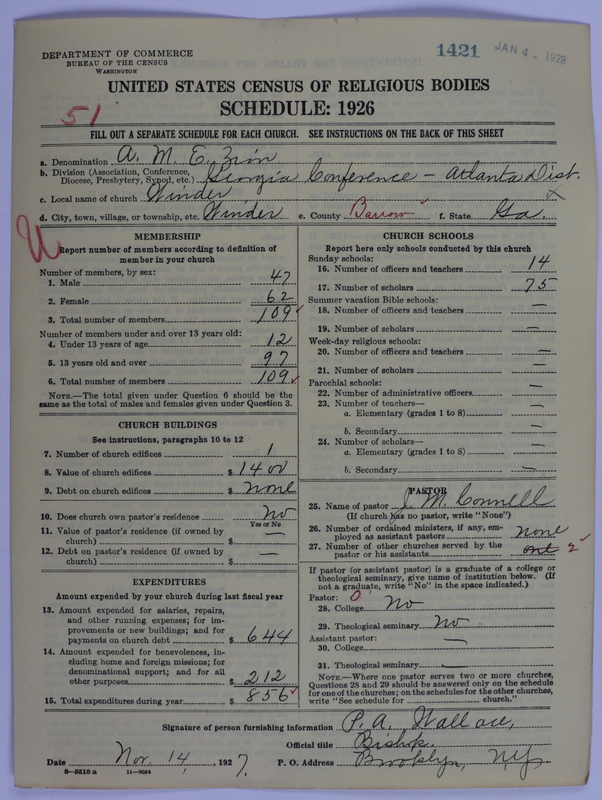 DEPARTMENT OF COMMERCE
BUREAU OF THE CENSUS
WASHINGTON
1421 JAN 4 - 1928
UNITED STATES CENSUS OF RELIGIOUS BODIES
SCHEDULE: 1926
51
FILL OUT A SEPARATE SCHEDULE FOR EACH CHURCH. SEE INSTRUCTIONS ON THE BACK OF THIS SHEET
a. Denomination A. M. E. Zion
b. Division (Association, Conference, Diocese, Presbytery, Synod, etc.) Georgia Conference - Atlanta Dist.
c. Local name of church Winder x
d. City, town, village, or township, etc. Winder e. County Barrow f. State Ga.
U
MEMBERSHIP
Report number of members according to definition of
member in your church
Number of members, by sex:
1. Male 47
2. Female 62
3. Total number of members 109 ✓
Number of members under and over 13 years old:
4. Under 13 years of age 12
5. 13 years old and over 97
6. Total number of members 109 ✓
NOTE.—The total given under Question 6 should be the
same as the total of males and females given under Question 3.
CHURCH BUILDINGS
See instructions, paragraphs 10 to 12
7. Number of church edifices 1
8. Value of church edifices $ 1400
9. Debt on church edifices $ none
10. Does church own pastor's residence No
Yes or No
11. Value of pastor's residence (if owned by
church) $ —
12. Debt on pastor's residence (if owned by
church) $ —
EXPENDITURES
Amount expended by your church during last fiscal year
13. Amount expended for salaries, repairs,
and other running expenses; for im-
provements or new buildings; and for
payments on church debt $ 644
14. Amount expended for benevolences, in-
cluding home and foreign missions; for
denominational support; and for all
other purposes $ 212
15. Total expenditures during year $ 856 ✓
CHURCH SCHOOLS
Report here only schools conducted by this church
Sunday schools:
16. Number of officers and teachers 14
17. Number of scholars 75
Summer vacation Bible schools:
18. Number of officers and teachers —
19. Number of scholars —
Week-day religious schools:
20. Number of officers and teachers —
21. Number of scholars —
Parochial schools:
22. Number of administrative officers —
23. Number of teachers—
a. Elementary (grades 1 to 8) —
b. Secondary —
24. Number of scholars—
a. Elementary (grades 1 to 8) —
b. Secondary —
PASTOR
25. Name of pastor J. M. Connell
(If church has no pastor, write "None")
26. Number of ordained ministers, if any, em-
ployed as assistant pastors none
27. Number of other churches served by the
pastor or his assistants one 2 ✓
If pastor (or assistant pastor) is a graduate of a college or
theological seminary, give name of institution below. (If
not a graduate, write "No" in the space indicated.)
Pastor: 0
28. College No
29. Theological seminary No
Assistant pastor:
30. College —
31. Theological seminary —
NOTE.—Where one pastor serves two or more churches,
Questions 28 and 29 should be answered only on the schedule
for one of the churches; on the schedules for the other churches,
write "See schedule for church."
Signature of person furnishing information P. A. Wallace,
Official title Bishop
Date Nov. 14, 1927. P. O. Address Brooklyn, N.Y.
8-5518 a 11-9054